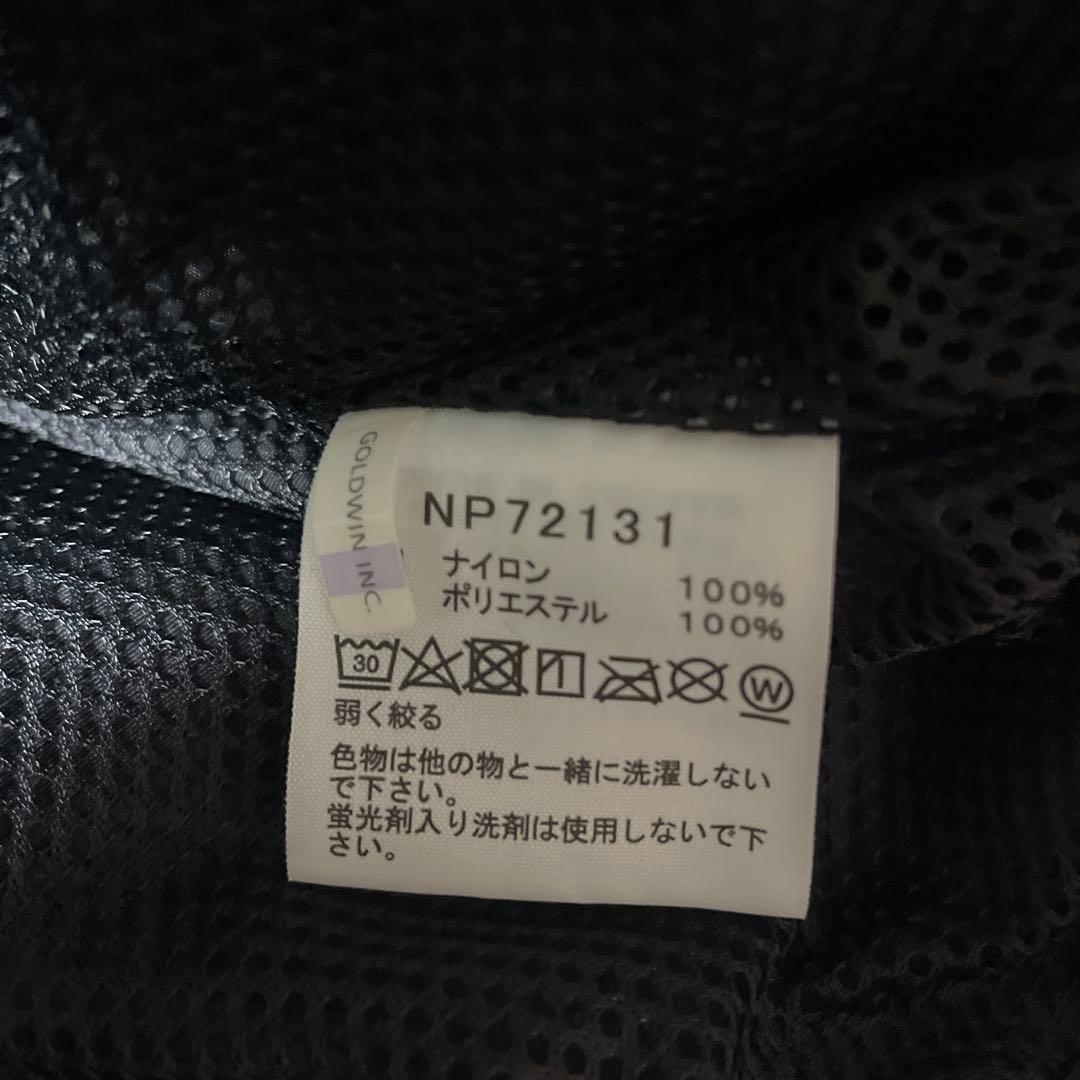 GOLDWIN INC.
NP72131
ナイロン 100%
ポリエステル 100%
30
W
弱く絞る
色物は他の物と一緒に洗濯しない
で下さい。
蛍光剤入り洗剤は使用しないで下
さい。